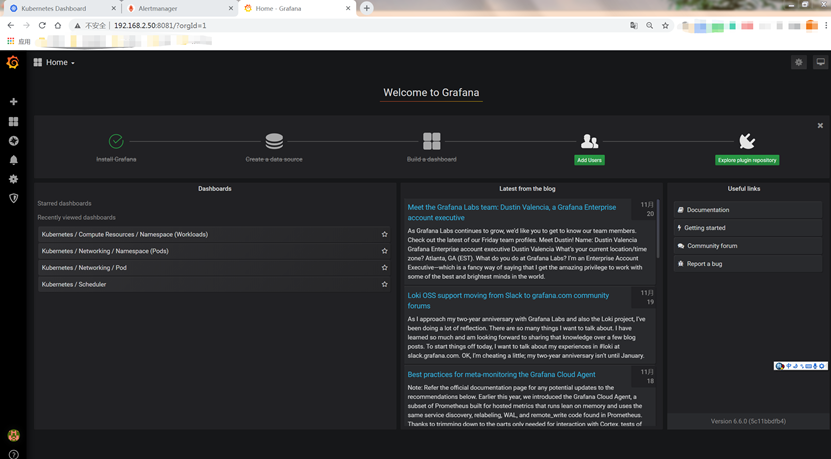 Kubernetes Dashboard
Alertmanager
Home - Grafana
不安全 | 192.168.2.50:8081/?orgId=1
应用
Home
Welcome to Grafana
Install Grafana
Create a data source
Build a dashboard
Add Users
Explore plugin repository
Dashboards
Starred dashboards
Recently viewed dashboards
Kubernetes / Compute Resources / Namespace (Workloads)
Kubernetes / Networking / Namespace (Pods)
Kubernetes / Networking / Pod
Kubernetes / Scheduler
Latest from the blog
Meet the Grafana Labs team: Dustin Valencia, a Grafana Enterprise
account executive
11月
20
As Grafana Labs continues to grow, we'd like you to get to know our team members.
Check out the latest of our Friday team profiles. Meet Dustin! Name: Dustin Valencia
Grafana Enterprise account executive Dustin Valencia What's your current location/time
zone? Atlanta, GA (EST). What do you do at Grafana Labs? I'm an Enterprise Account
Executive—which is a fancy way of saying that I get the amazing privilege to work with
some of the best and brightest minds in the world.
Loki OSS support moving from Slack to grafana.com community
forums
11月
19
As I approach my two-year anniversary with Grafana Labs and also the Loki project, I've
been doing a lot of reflection. There are so many things I want to talk about. I have
learned so much and am looking forward to sharing that knowledge over a few blog
posts. To start things off today, I want to talk about my experiences in #loki at
slack.grafana.com. OK, I'm cheating a little; my two-year anniversary isn't until January.
Best practices for meta-monitoring the Grafana Cloud Agent
11月
18
Note: Refer the official documentation page for any potential updates to the
recommendations below. Earlier this year, we introduced the Grafana Cloud Agent, a
subset of Prometheus built for hosted metrics that runs lean on memory and uses the
same service discovery, relabeling, WAL, and remote_write code found in Prometheus.
Thanks to trimming down to the parts only needed for interaction with Cortex, tests of
Useful links
Documentation
Getting started
Community forum
Report a bug
中
Version 6.6.0 (5c11bbdfb4)